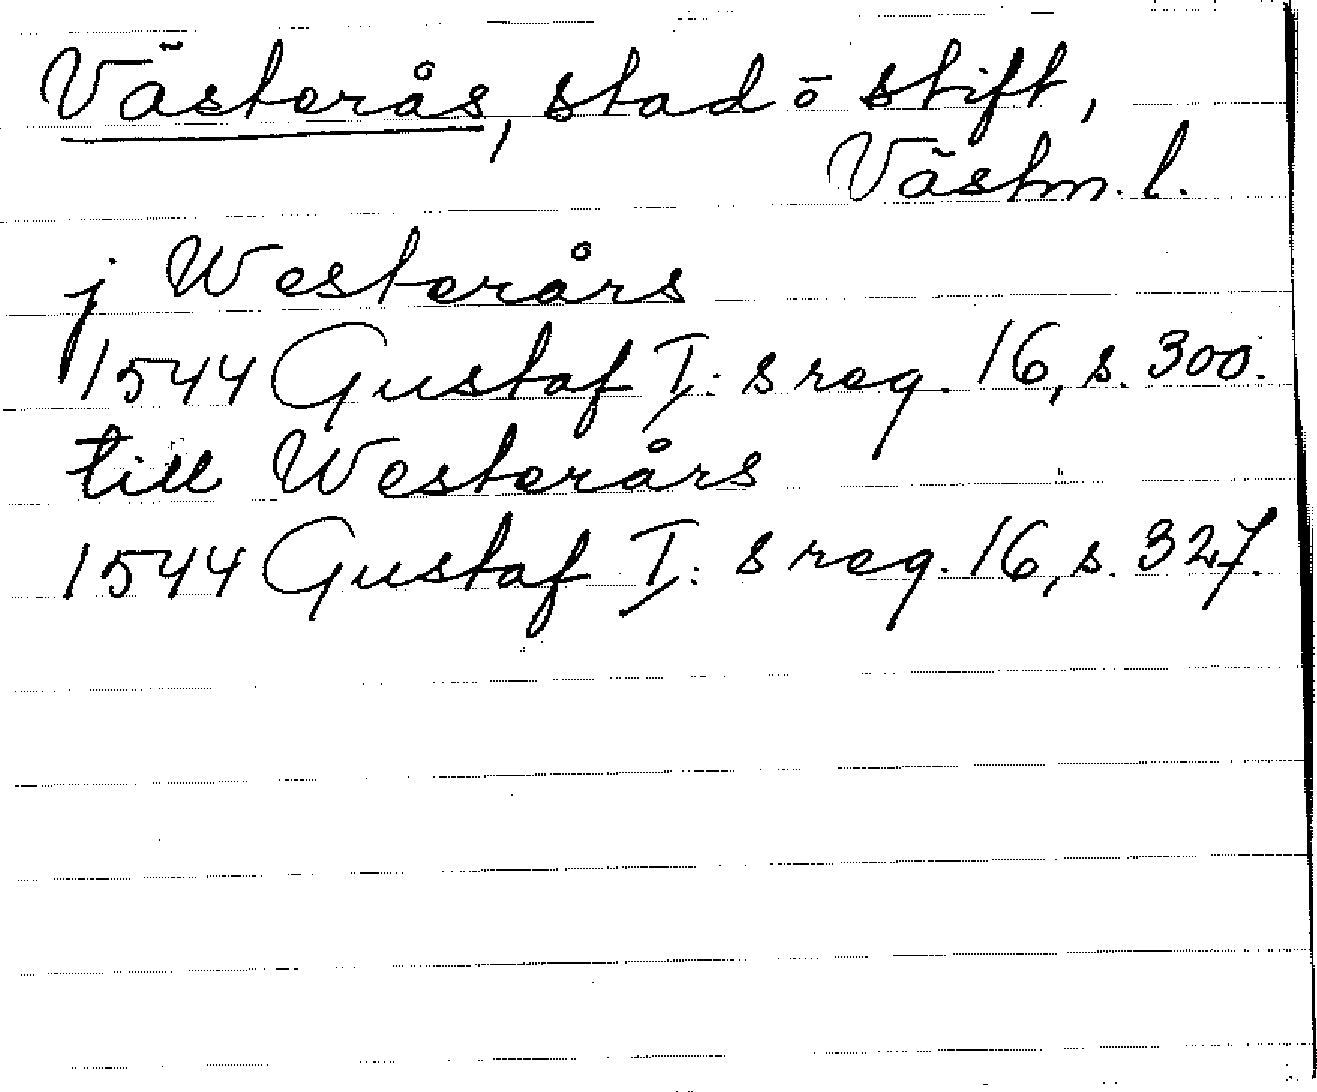 Västerås, stad o stift,
Västm. l.
j Westerårs
1544 Gustaf I:s reg. 16, s. 300.
till Westerårs
1544 Gustaf I:s reg. 16, s. 327.